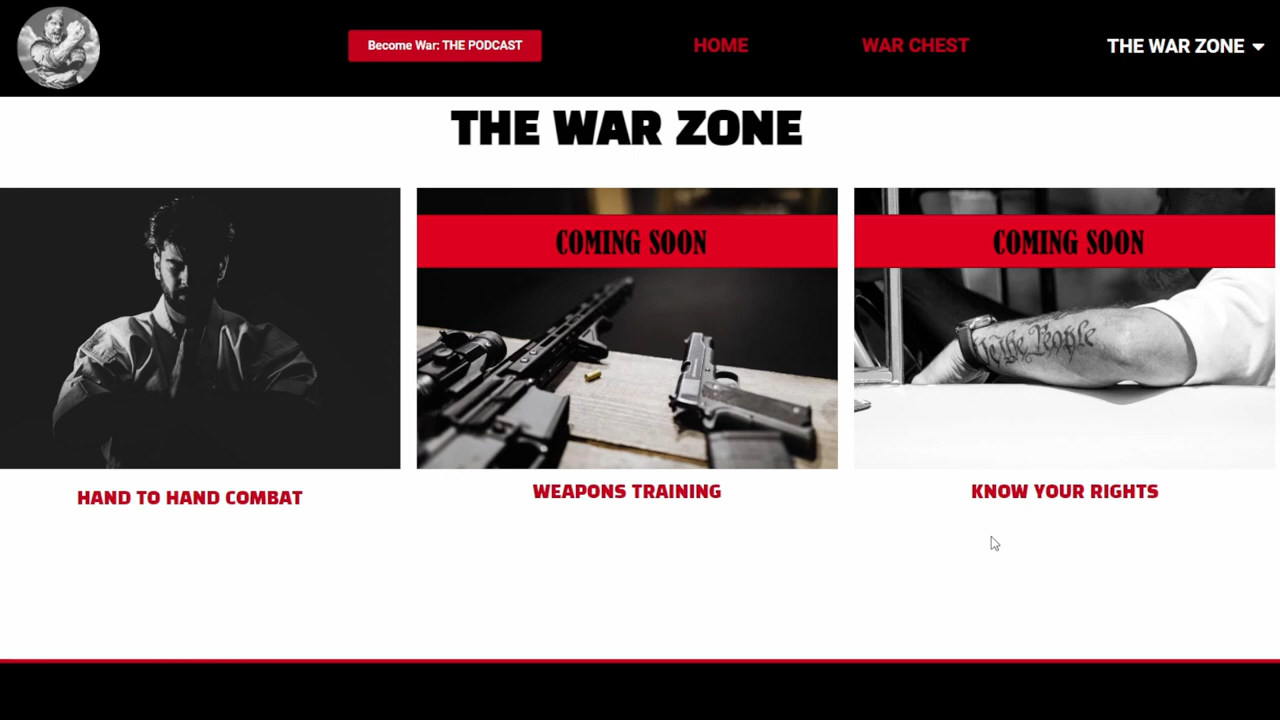 Become War: THE PODCAST
HOME
WAR CHEST
THE WAR ZONE
THE WAR ZONE
COMING SOON
COMING SOON
We the People
HAND TO HAND COMBAT
WEAPONS TRAINING
KNOW YOUR RIGHTS